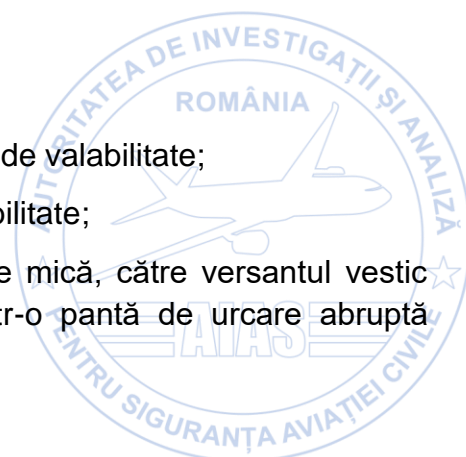 AUTORITATEA DE INVESTIGAȚII ȘI ANALIZĂ
ROMÂNIA
de valabilitate;
bilitate;
e mică, către versantul vestic
tr-o pantă de urcare abruptă
AIAS
PENTRU SIGURANȚA AVIAȚIEI CIVILE